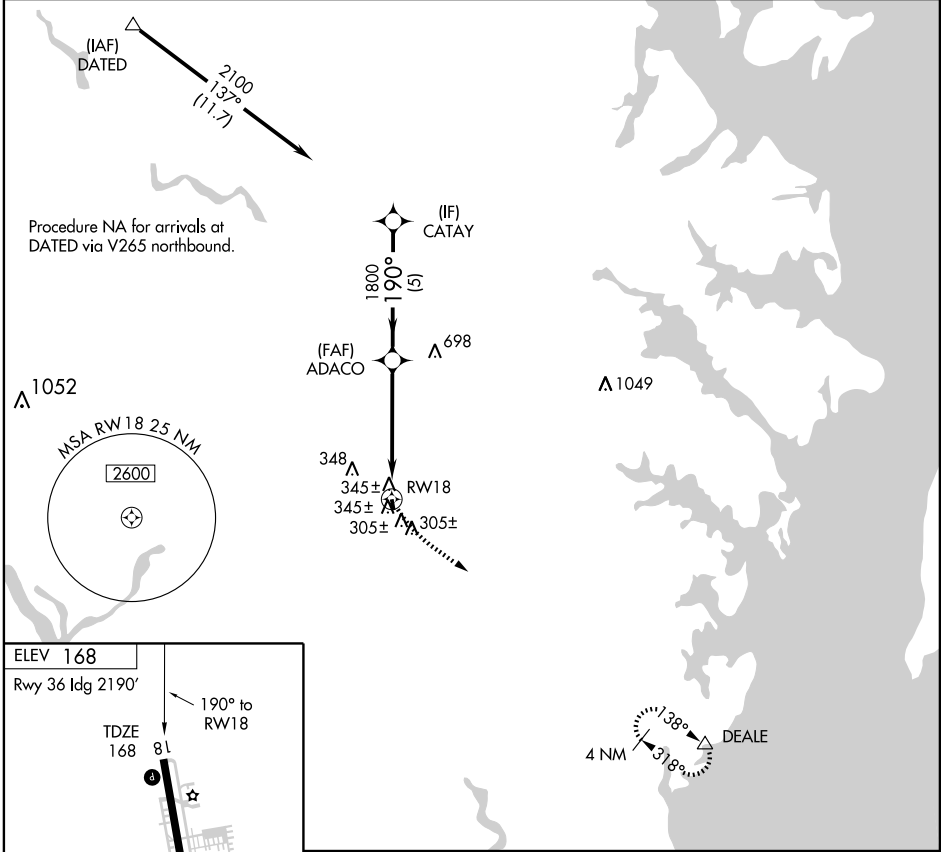 (IAF)
DATED
2100
137°
(11.7)
Procedure NA for arrivals at
DATED via V265 northbound.
(IF)
CATAY
1800
190°
(5)
(FAF)
ADACO
698
1052
1049
MSA RW18 25 NM
2600
348
345±
RW18
345±
305±
305±
ELEV 168
Rwy 36 ldg 2190'
190° to
RW18
TDZE
168
18
P
138°
DEALE
4 NM
318°